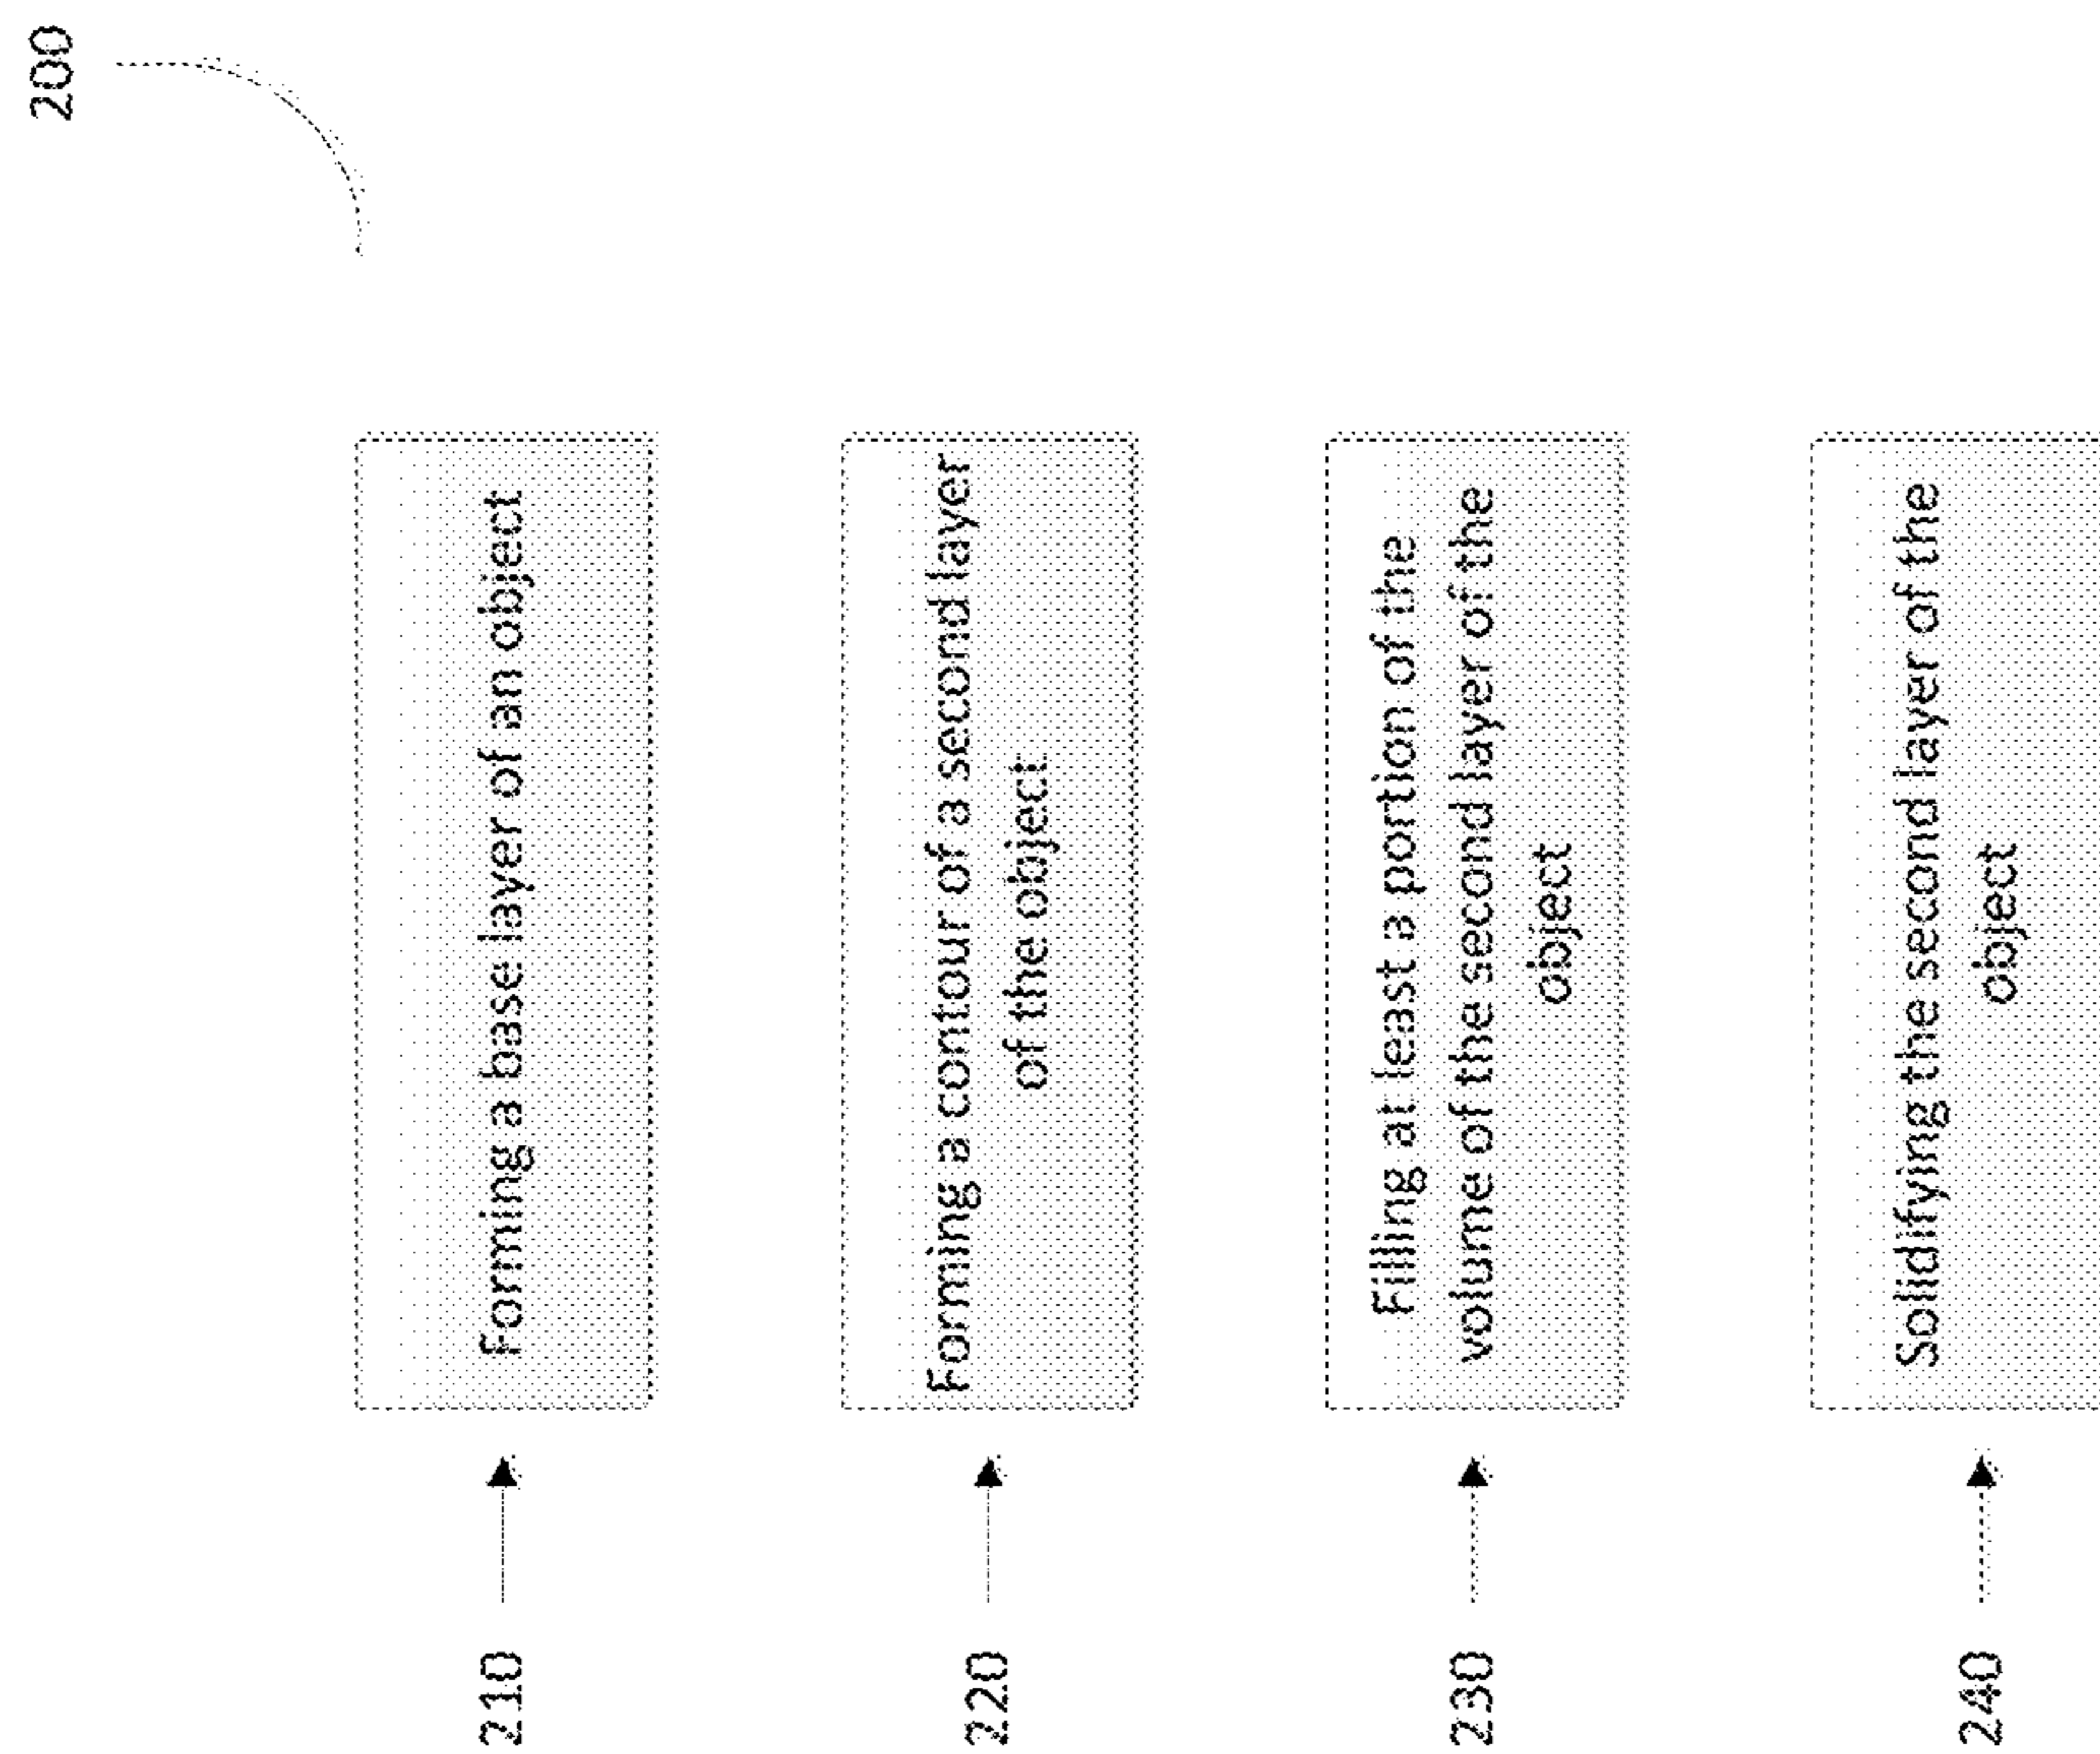 200
210
Forming a base layer of an object
220
Forming a contour of a second layer
of the object
230
Filling at least a portion of the
volume of the second layer of the
object
240
Solidifying the second layer of the
object